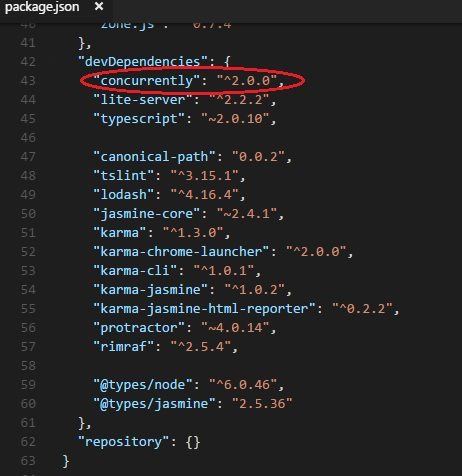 package.json ×
40 "zone.js" : "^0.7.4"
41 },
42 "devDependencies": {
43 "concurrently": "^2.0.0",
44 "lite-server": "^2.2.2",
45 "typescript": "~2.0.10",
46
47 "canonical-path": "0.0.2",
48 "tslint": "^3.15.1",
49 "lodash": "^4.16.4",
50 "jasmine-core": "~2.4.1",
51 "karma": "^1.3.0",
52 "karma-chrome-launcher": "^2.0.0",
53 "karma-cli": "^1.0.1",
54 "karma-jasmine": "^1.0.2",
55 "karma-jasmine-html-reporter": "^0.2.2",
56 "protractor": "~4.0.14",
57 "rimraf": "^2.5.4",
58
59 "@types/node": "^6.0.46",
60 "@types/jasmine": "2.5.36"
61 },
62 "repository": {}
63 }